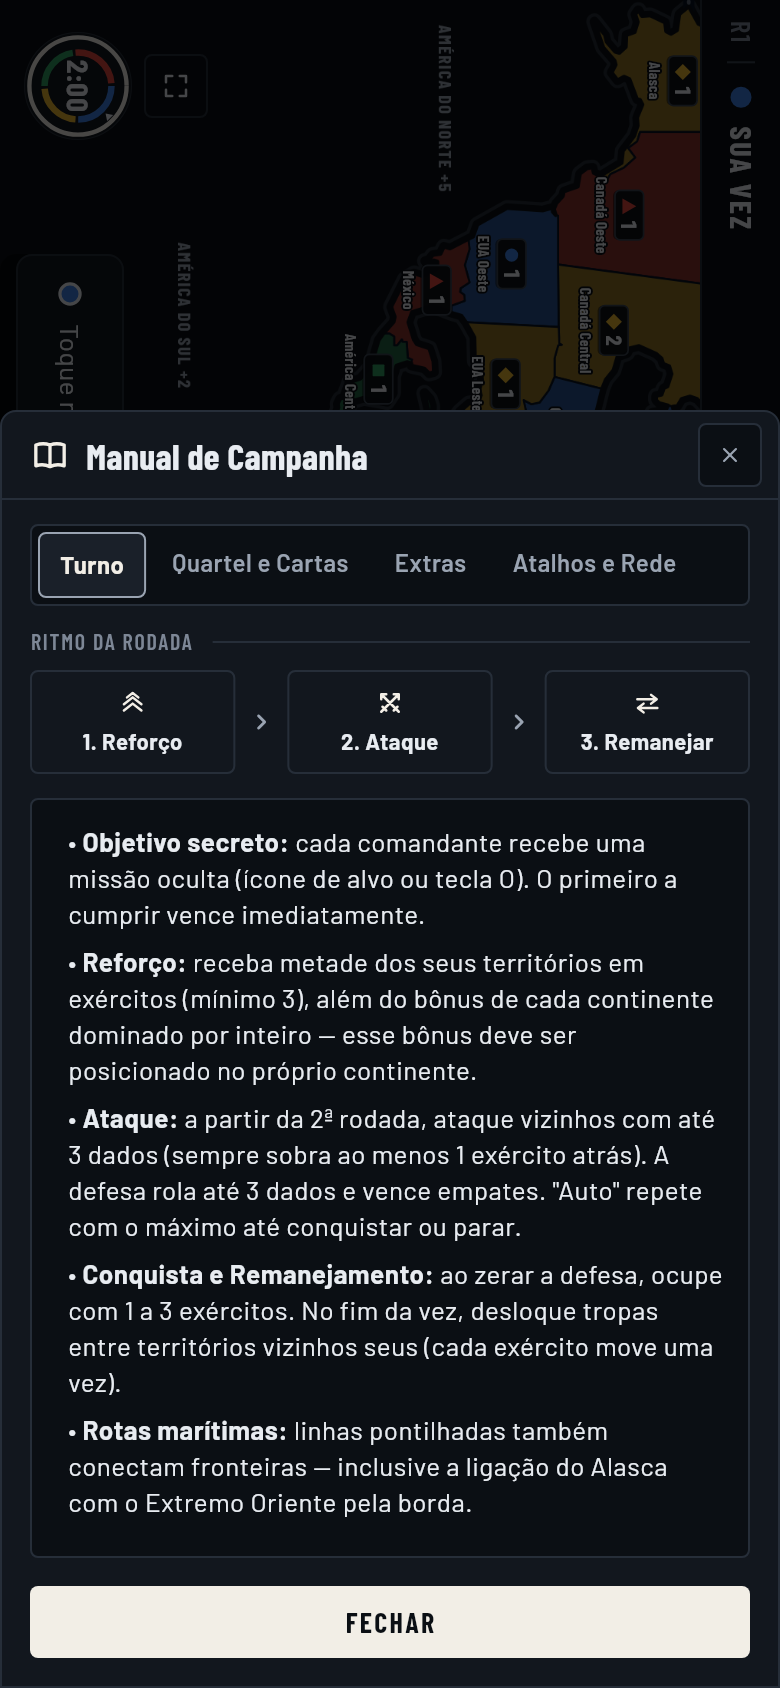 R1
SUA VEZ
2:00
AMÉRICA DO NORTE +5
AMÉRICA DO SUL +2
Alasca
1
Canadá Oeste
1
EUA Oeste
1
Canadá Central
2
México
1
EUA Leste
1
América Cent
1
Toque
Manual de Campanha
Turno
Quartel e Cartas
Extras
Atalhos e Rede
RITMO DA RODADA
1. Reforço
2. Ataque
3. Remanejar
• Objetivo secreto: cada comandante recebe uma
missão oculta (ícone de alvo ou tecla O). O primeiro a
cumprir vence imediatamente.
• Reforço: receba metade dos seus territórios em
exércitos (mínimo 3), além do bônus de cada continente
dominado por inteiro — esse bônus deve ser
posicionado no próprio continente.
• Ataque: a partir da 2ª rodada, ataque vizinhos com até
3 dados (sempre sobra ao menos 1 exército atrás). A
defesa rola até 3 dados e vence empates. "Auto" repete
com o máximo até conquistar ou parar.
• Conquista e Remanejamento: ao zerar a defesa, ocupe
com 1 a 3 exércitos. No fim da vez, desloque tropas
entre territórios vizinhos seus (cada exército move uma
vez).
• Rotas marítimas: linhas pontilhadas também
conectam fronteiras — inclusive a ligação do Alasca
com o Extremo Oriente pela borda.
FECHAR